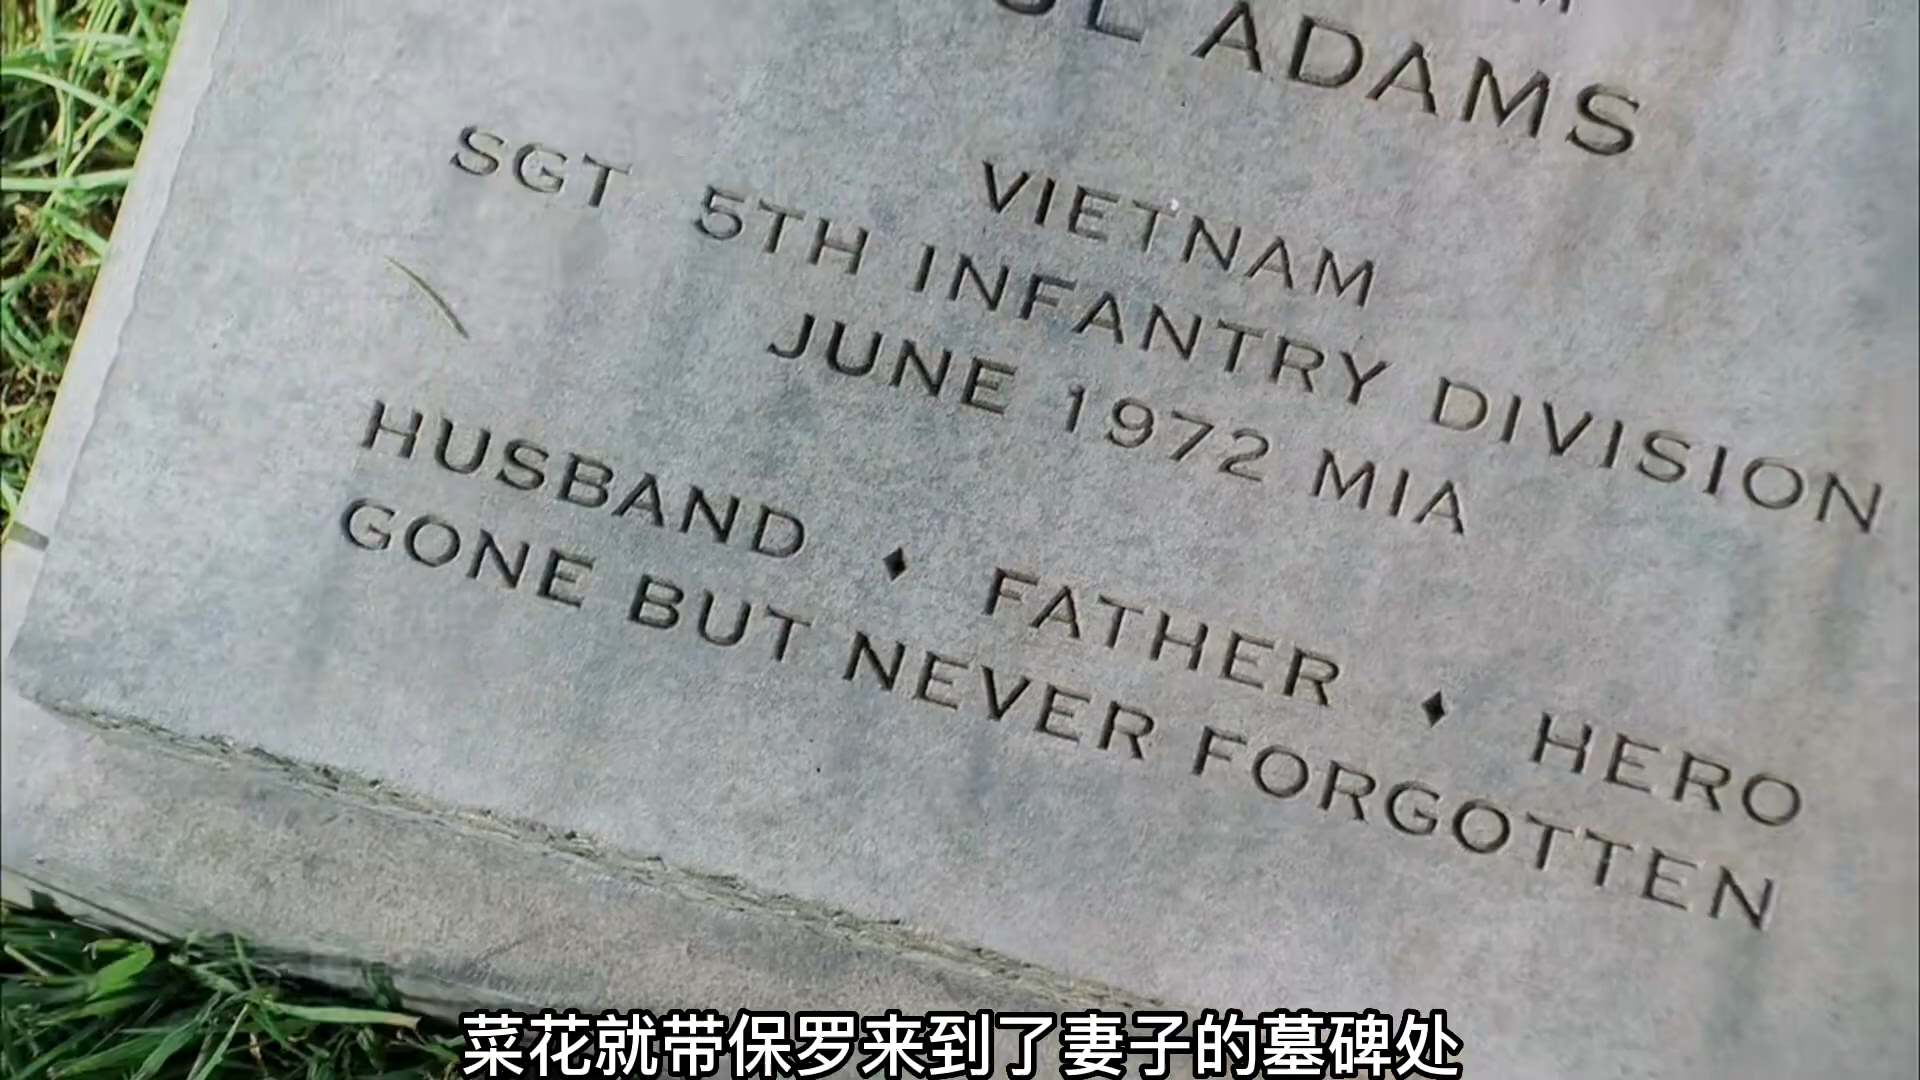 ADAMS
VIETNAM
SGT 5TH INFANTRY DIVISION
JUNE 1972 MIA
HUSBAND ♦ FATHER ♦ HERO
GONE BUT NEVER FORGOTTEN
菜花就带保罗来到了妻子的墓碑处